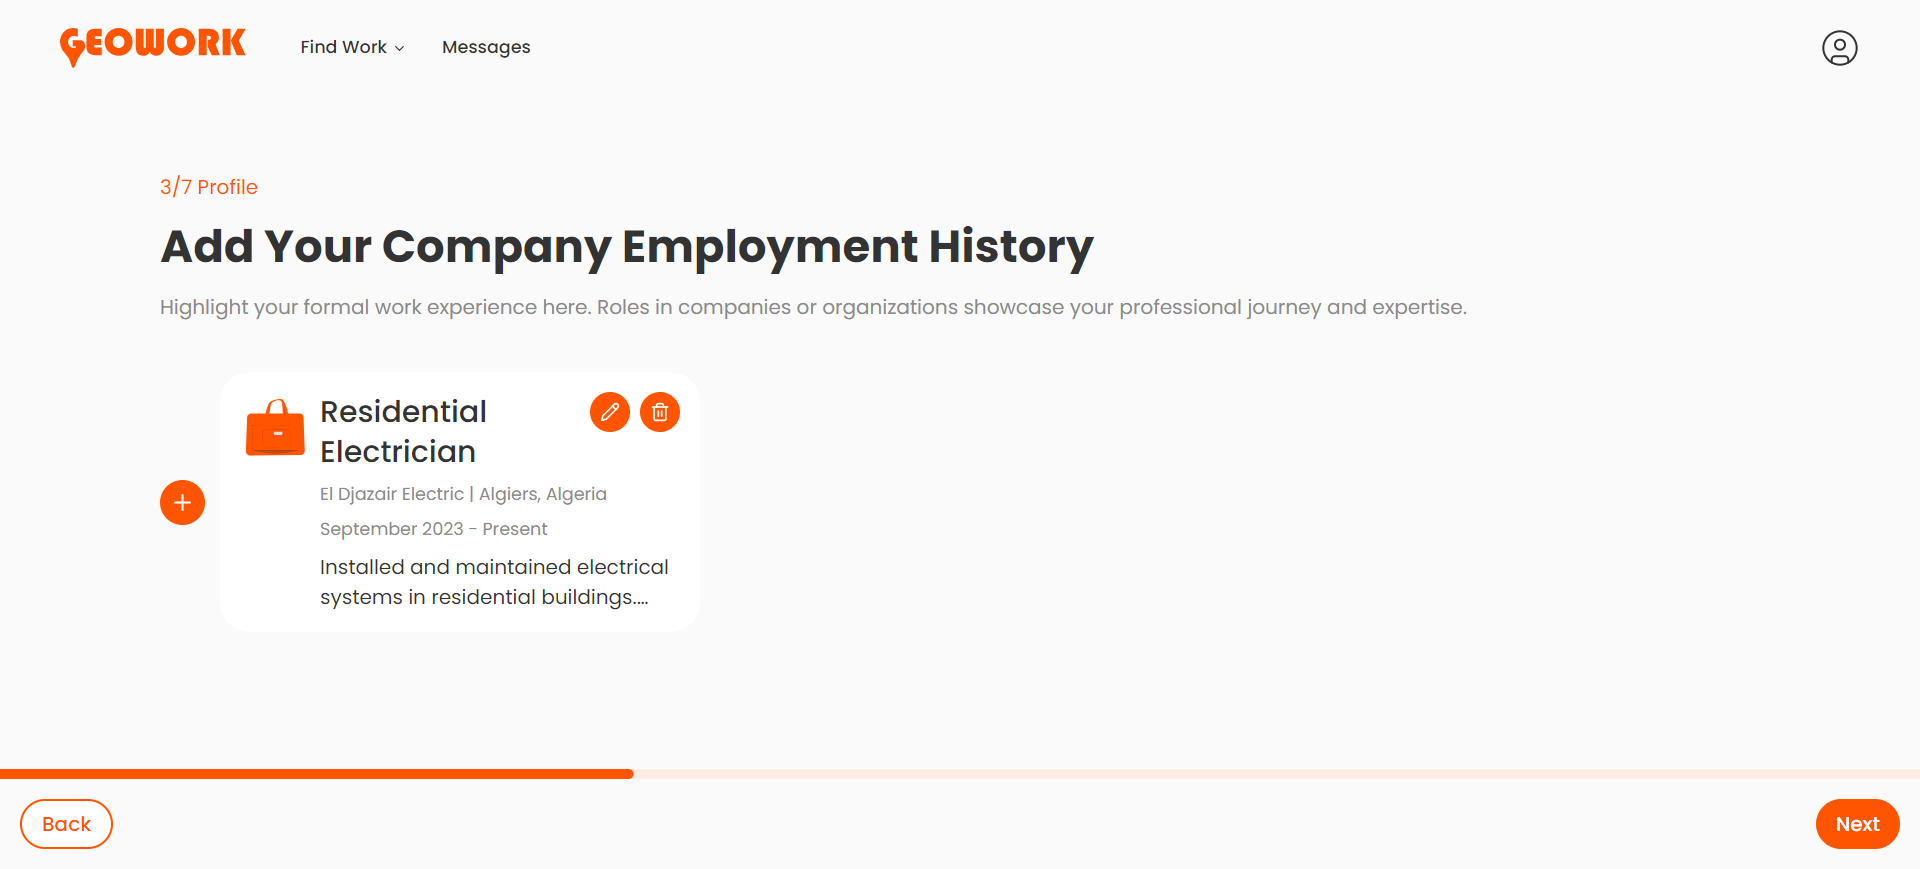 GEOWORK
Find Work
Messages
3/7 Profile
Add Your Company Employment History
Highlight your formal work experience here. Roles in companies or organizations showcase your professional journey and expertise.
Residential
Electrician
El Djazair Electric | Algiers, Algeria
September 2023 - Present
Installed and maintained electrical
systems in residential buildings....
Back
Next